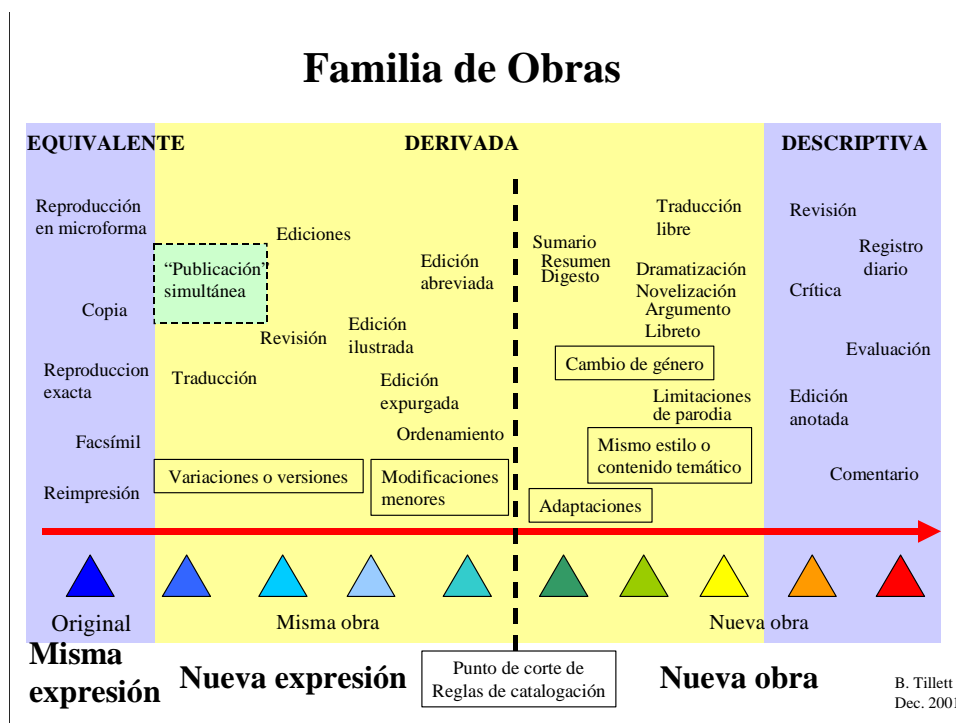 Familia de Obras
EQUIVALENTE
DERIVADA
DESCRIPTIVA
Reproducción
en microforma
Copia
Reproduccion
exacta
Facsímil
Reimpresión
“Publicación”
simultánea
Ediciones
Edición
abreviada
Revisión
Edición
ilustrada
Traducción
Edición
expurgada
Ordenamiento
Variaciones o versiones
Modificaciones
menores
Traducción
libre
Sumario
Resumen
Digesto
Dramatización
Novelización
Argumento
Libreto
Cambio de género
Limitaciones
de parodia
Mismo estilo o
contenido temático
Adaptaciones
Revisión
Registro
diario
Crítica
Evaluación
Edición
anotada
Comentario
Original
Misma obra
Nueva obra
Misma
expresión
Nueva expresión
Punto de corte de
Reglas de catalogación
Nueva obra
B. Tillett
Dec. 2001